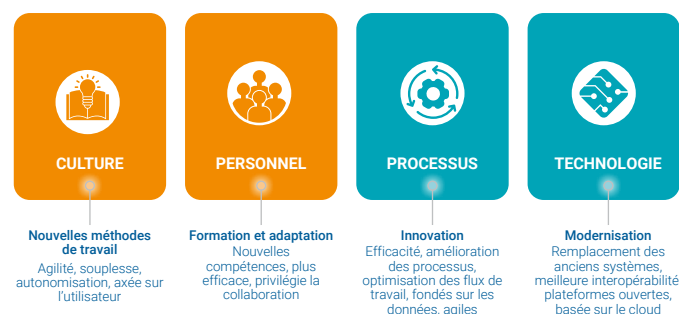 CULTURE
Nouvelles méthodes
de travail
Agilité, souplesse,
autonomisation, axée sur
l'utilisateur
PERSONNEL
Formation et adaptation
Nouvelles
compétences, plus
efficace, privilégie la
collaboration
PROCESSUS
Innovation
Efficacité, amélioration
des processus,
optimisation des flux de
travail, fondés sur les
données, agiles
TECHNOLOGIE
Modernisation
Remplacement des
anciens systèmes,
meilleure interopérabilité
plateformes ouvertes,
basée sur le cloud